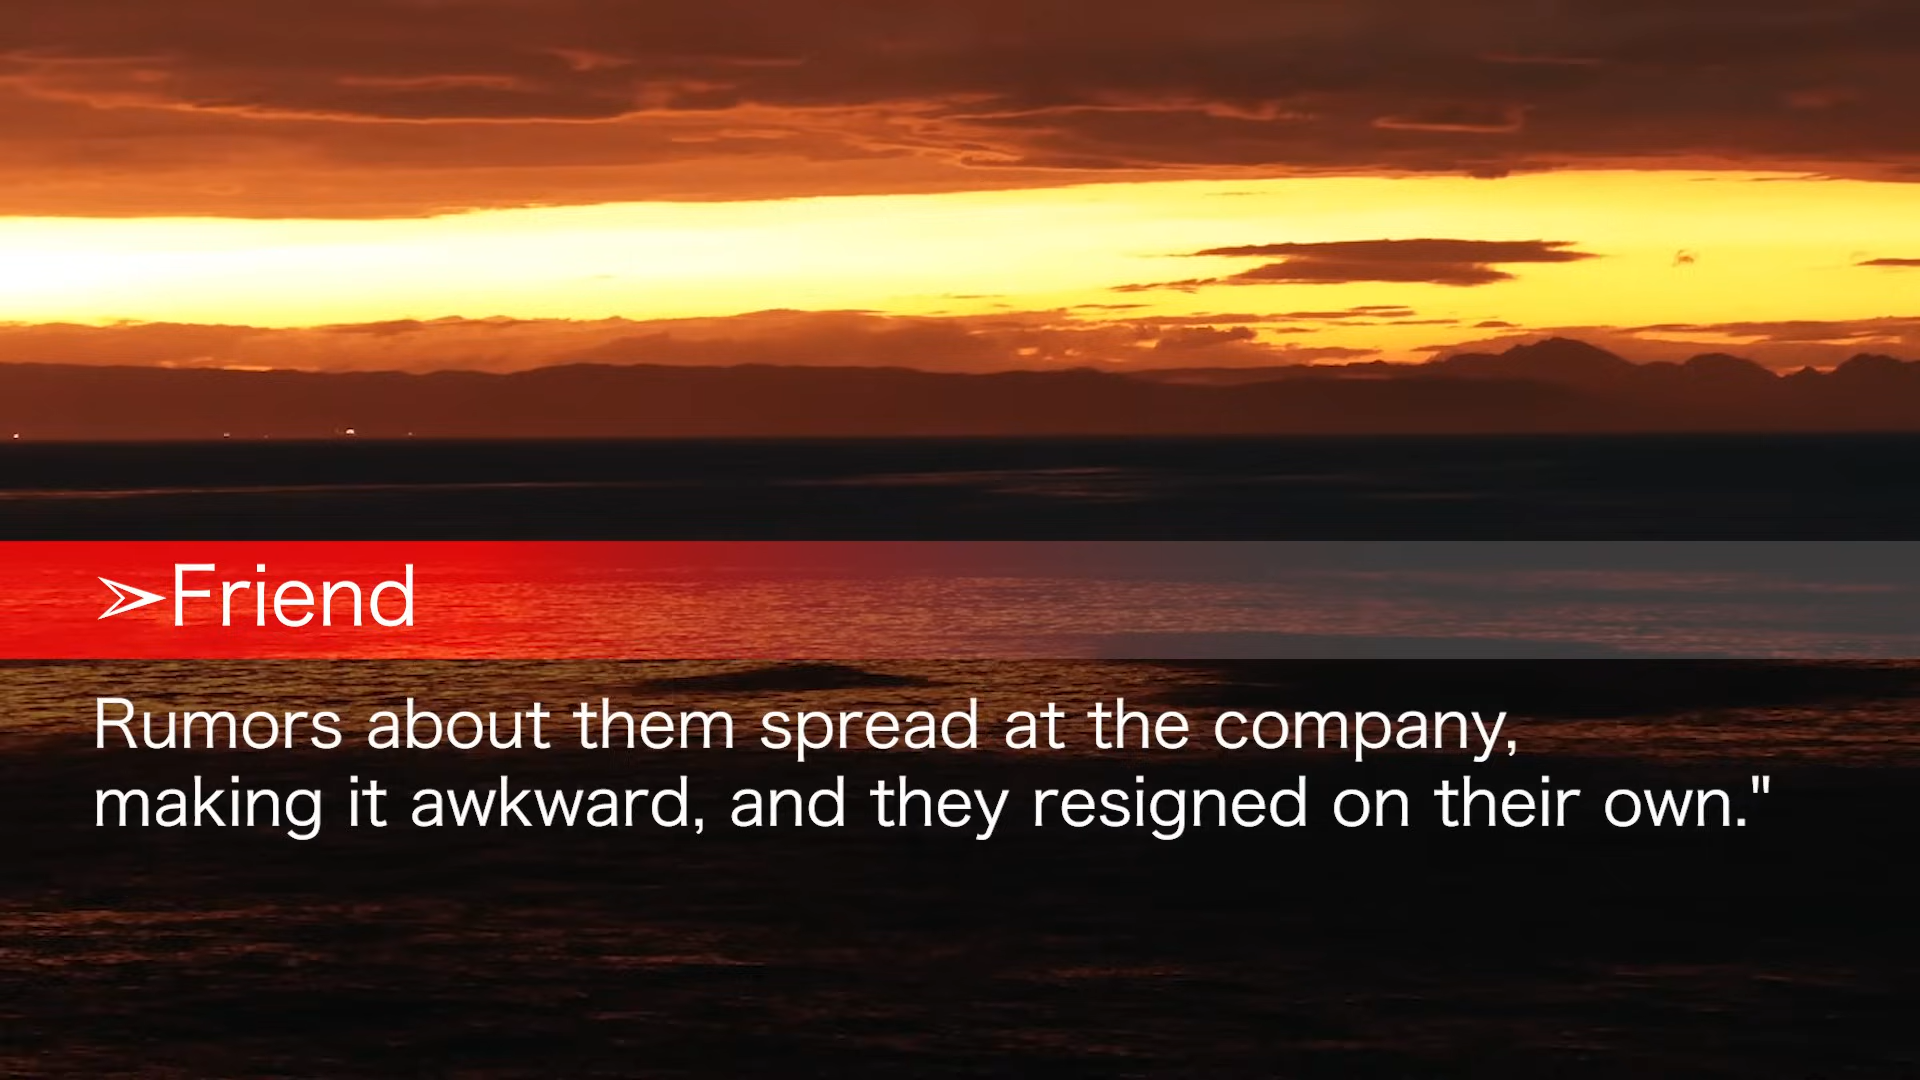 ➢Friend
Rumors about them spread at the company,
making it awkward, and they resigned on their own."